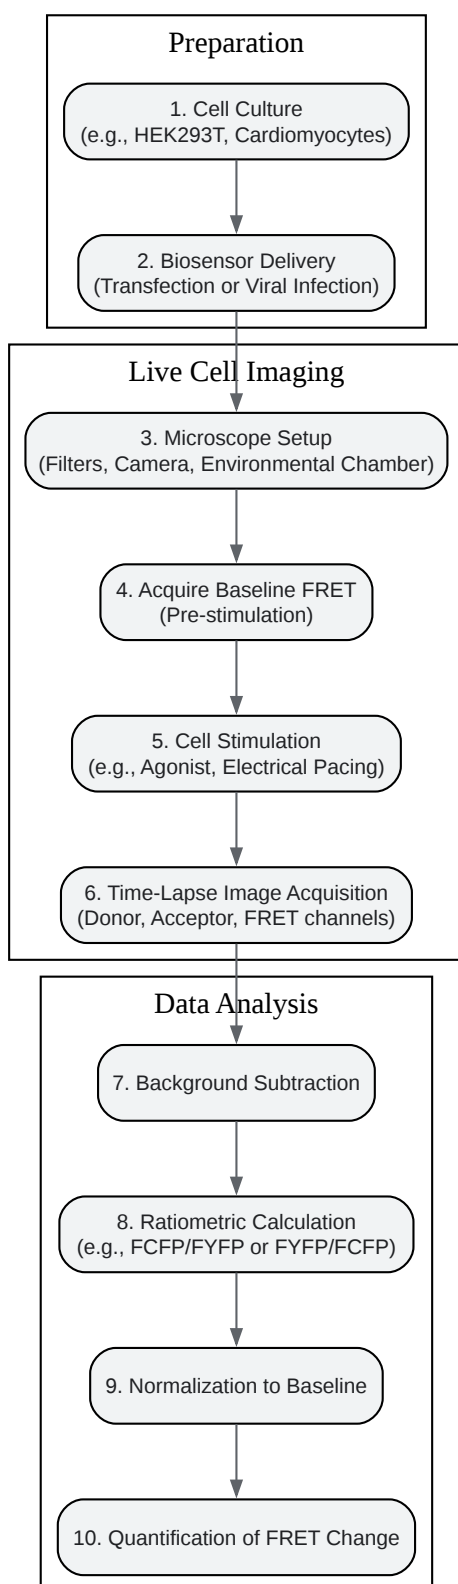 Preparation
1. Cell Culture
(e.g., HEK293T, Cardiomyocytes)
2. Biosensor Delivery
(Transfection or Viral Infection)
Live Cell Imaging
3. Microscope Setup
(Filters, Camera, Environmental Chamber)
4. Acquire Baseline FRET
(Pre-stimulation)
5. Cell Stimulation
(e.g., Agonist, Electrical Pacing)
6. Time-Lapse Image Acquisition
(Donor, Acceptor, FRET channels)
Data Analysis
7. Background Subtraction
8. Ratiometric Calculation
(e.g., FCFP/FYFP or FYFP/FCFP)
9. Normalization to Baseline
10. Quantification of FRET Change